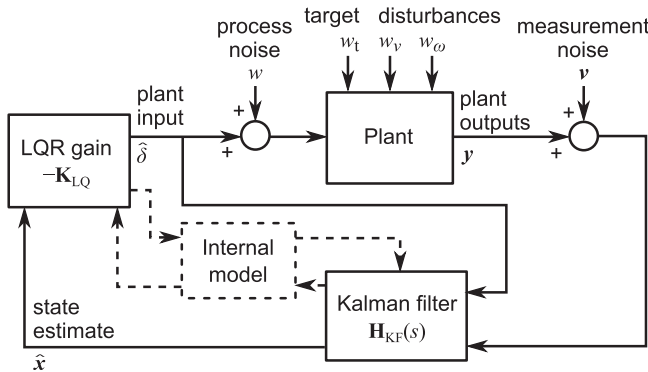 target disturbances
process noise
w
w_t w_v w_ω
measurement noise
𝒗
plant input
+
+
plant outputs
+
+
LQR gain
−K_LQ
δ̂
Plant
𝒚
Internal model
state estimate
x̂
Kalman filter
H_KF(s)